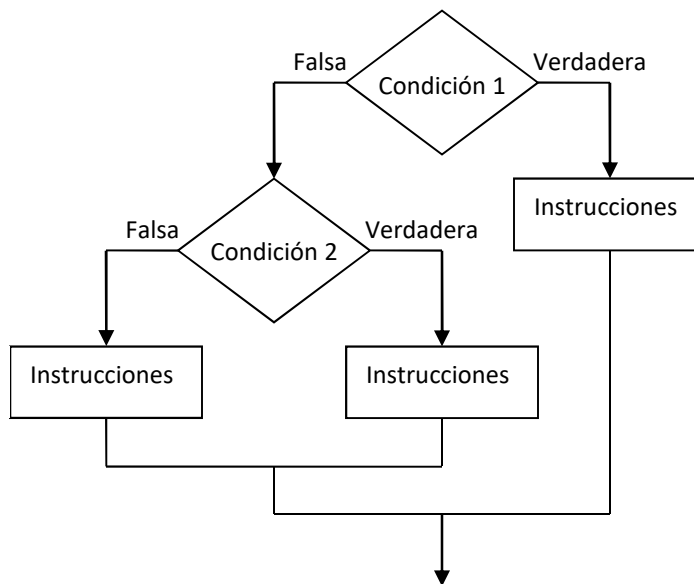 Falsa
Verdadera
Condición 1
Instrucciones
Falsa
Verdadera
Condición 2
Instrucciones
Instrucciones